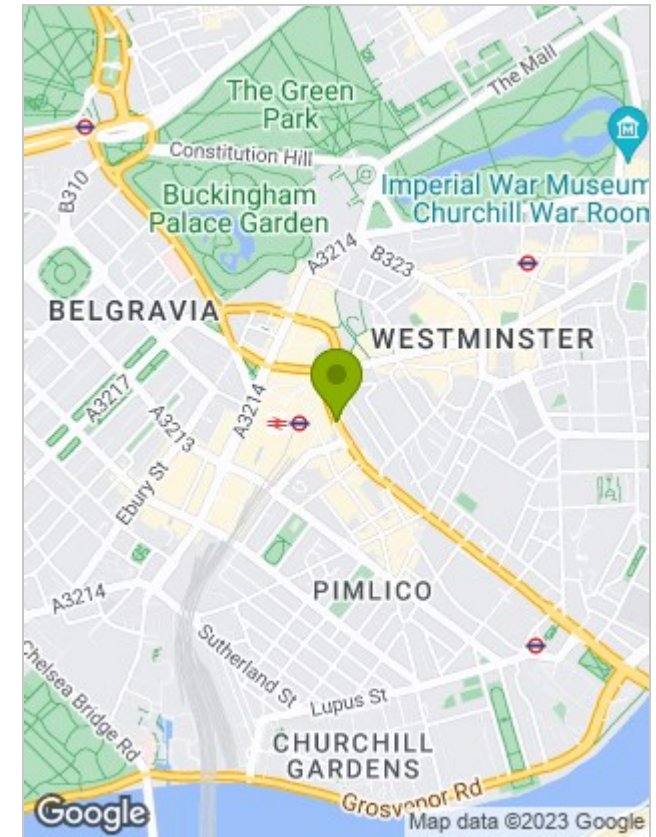 The Mall
The Green
Park
Constitution Hill
B310
Imperial War Museum
Churchill War Room
Buckingham
Palace Garden
A3214
B323
BELGRAVIA
WESTMINSTER
A3217
A3214
A3213
Ebury St
PIMLICO
A3214
Sutherland St
Chelsea Bridge Rd
Lupus St
CHURCHILL
GARDENS
Grosvenor Rd
Google
Map data ©2023 Google